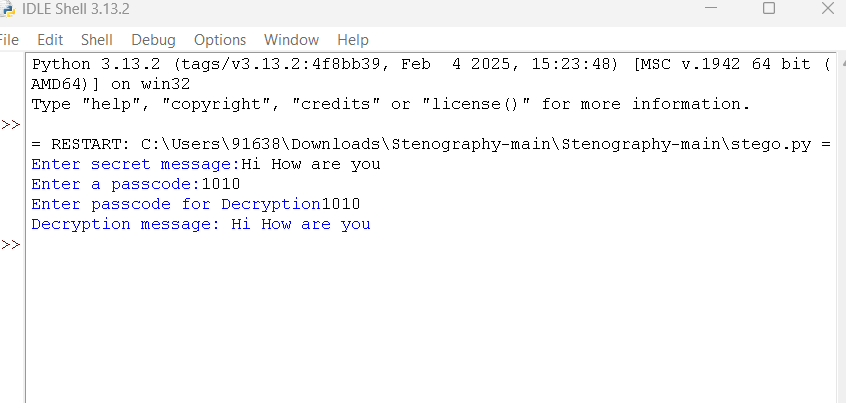 IDLE Shell 3.13.2
File Edit Shell Debug Options Window Help
Python 3.13.2 (tags/v3.13.2:4f8bb39, Feb  4 2025, 15:23:48) [MSC v.1942 64 bit (
AMD64)] on win32
Type "help", "copyright", "credits" or "license()" for more information.
>>
= RESTART: C:\Users\91638\Downloads\Stenography-main\Stenography-main\stego.py =
Enter secret message:Hi How are you
Enter a passcode:1010
Enter passcode for Decryption1010
Decryption message: Hi How are you
>>